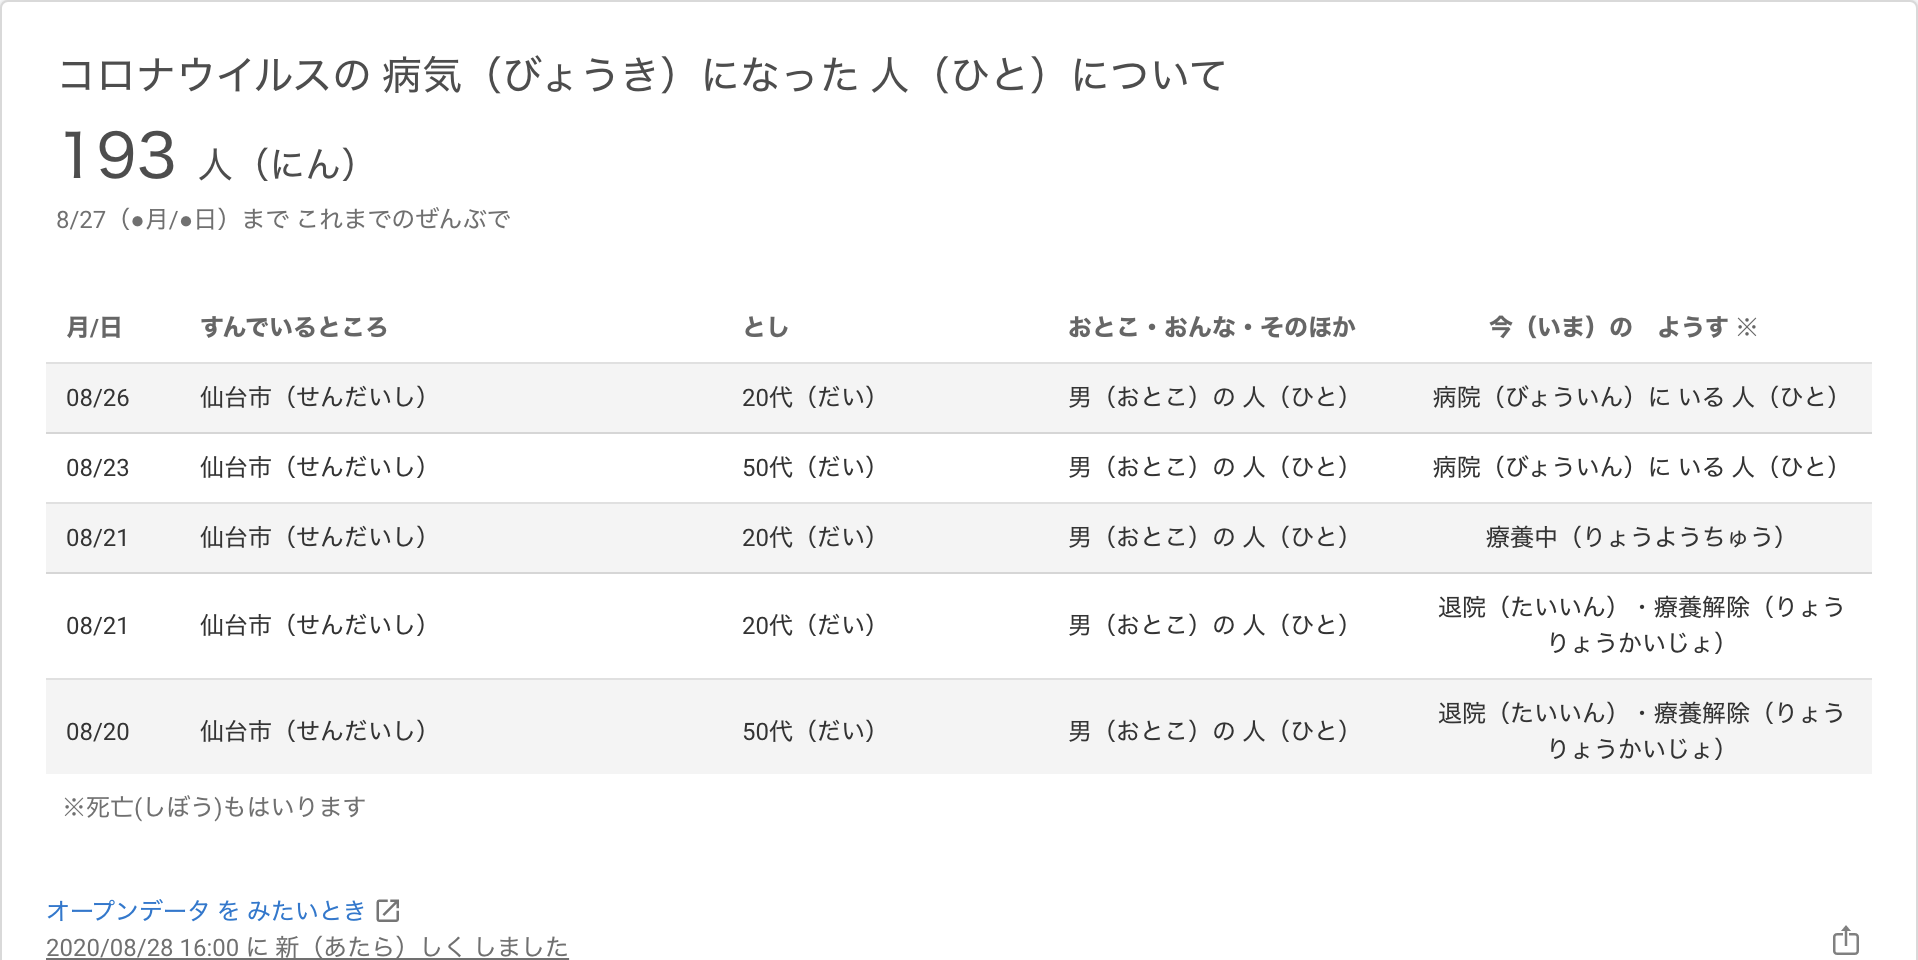 コロナウイルスの 病気（びょうき）になった 人（ひと）について
193 人（にん）
8/27（●月/●日）まで これまでのぜんぶで
月/日 すんでいるところ とし おとこ・おんな・そのほか 今（いま）の　ようす ※
08/26 仙台市（せんだいし） 20代（だい） 男（おとこ）の 人（ひと） 病院（びょういん）に いる 人（ひと）
08/23 仙台市（せんだいし） 50代（だい） 男（おとこ）の 人（ひと） 病院（びょういん）に いる 人（ひと）
08/21 仙台市（せんだいし） 20代（だい） 男（おとこ）の 人（ひと） 療養中（りょうようちゅう）
08/21 仙台市（せんだいし） 20代（だい） 男（おとこ）の 人（ひと） 退院（たいいん）・療養解除（りょう
りょうかいじょ）
08/20 仙台市（せんだいし） 50代（だい） 男（おとこ）の 人（ひと） 退院（たいいん）・療養解除（りょう
りょうかいじょ）
※死亡(しぼう)もはいります
オープンデータ を みたいとき
2020/08/28 16:00 に 新（あたら）しく しました